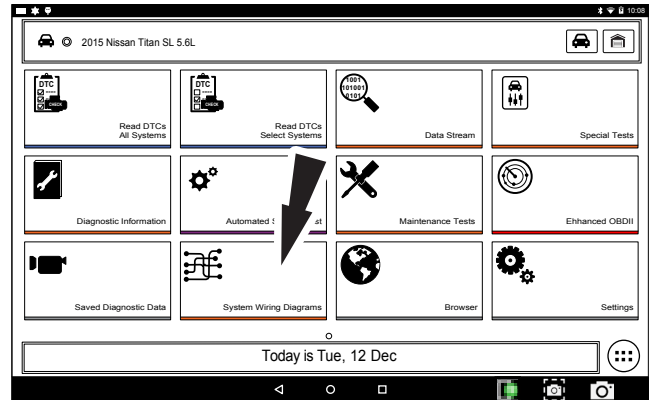 10:08
2015 Nissan Titan SL 5.6L
DTC
CHECK
Read DTCs
All Systems
DTC
CHECK
Read DTCs
Select Systems
1001
101001
0101
Data Stream
Special Tests
Diagnostic Information
Automated S st
Maintenance Tests
Ehhanced OBDII
Saved Diagnostic Data
System Wiring Diagrams
Browser
Settings
Today is Tue, 12 Dec